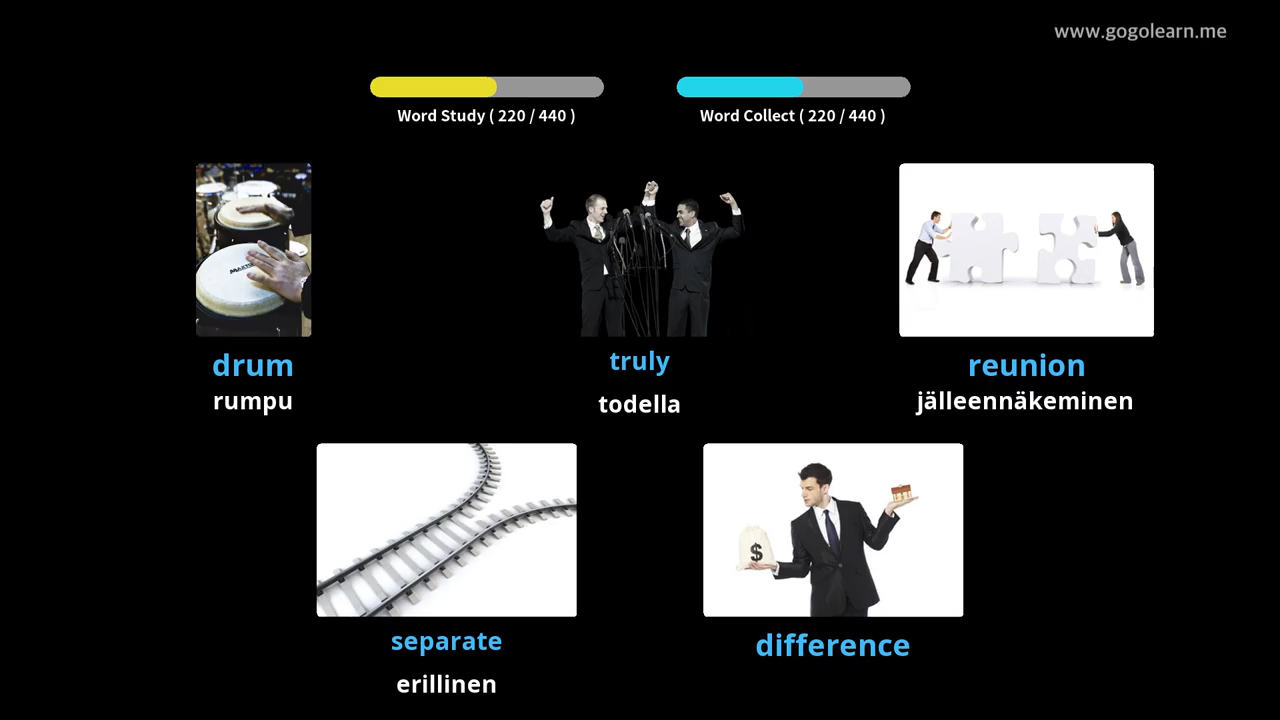 www.gogolearn.me
Word Study ( 220 / 440 )
Word Collect ( 220 / 440 )
drum
rumpu
truly
todella
reunion
jälleennäkeminen
$
separate
erillinen
difference